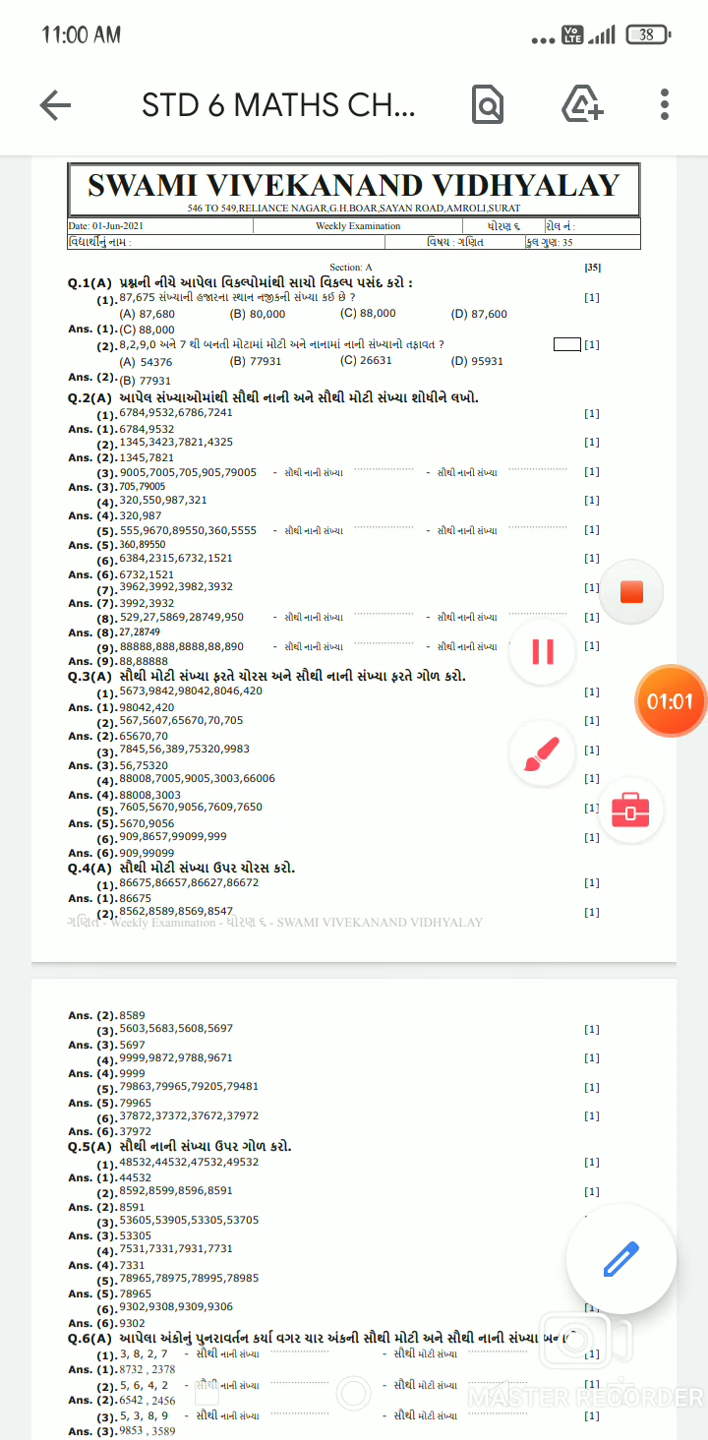 11:00 AM
Vo LTE 38
STD 6 MATHS CH...
SWAMI VIVEKANAND VIDHYALAY
546 TO 549,RELIANCE NAGAR,G.H.BOAR,SAYAN ROAD,AMROLI,SURAT
Date: 01-Jun-2021 Weekly Examination ધોરણ ૬ રોલ નં :
વિદ્યાર્થીનું નામ : વિષય : ગણિત કુલ ગુણ: 35
Section: A [35]
Q.1(A) પ્રશ્નની નીચે આપેલા વિકલ્પોમાંથી સાચો વિકલ્પ પસંદ કરો :
(1). 87,675 સંખ્યાની હજારના સ્થાન નજીકની સંખ્યા કઈ છે ? [1]
(A) 87,680 (B) 80,000 (C) 88,000 (D) 87,600
Ans. (1). (C) 88,000
(2). 8,2,9,0 અને 7 થી બનતી મોટામાં મોટી અને નાનામાં નાની સંખ્યાનો તફાવત ? [1]
(A) 54376 (B) 77931 (C) 26631 (D) 95931
Ans. (2). (B) 77931
Q.2(A) આપેલ સંખ્યાઓમાંથી સૌથી નાની અને સૌથી મોટી સંખ્યા શોધીને લખો.
(1). 6784,9532,6786,7241 [1]
Ans. (1). 6784,9532
(2). 1345,3423,7821,4325 [1]
Ans. (2). 1345,7821
(3). 9005,7005,705,905,79005 - સૌથી નાની સંખ્યા - સૌથી નાની સંખ્યા [1]
Ans. (3). 705,79005
(4). 320,550,987,321 [1]
Ans. (4). 320,987
(5). 555,9670,89550,360,5555 - સૌથી નાની સંખ્યા - સૌથી નાની સંખ્યા [1]
Ans. (5). 360,89550
(6). 6384,2315,6732,1521 [1]
Ans. (6). 6732,1521
(7). 3962,3992,3982,3932 [1]
Ans. (7). 3992,3932
(8). 529,27,5869,28749,950 - સૌથી નાની સંખ્યા - સૌથી નાની સંખ્યા [1]
Ans. (8). 27,28749
(9). 88888,888,8888,88,890 - સૌથી નાની સંખ્યા - સૌથી નાની સંખ્યા [1]
Ans. (9). 88,88888
Q.3(A) સૌથી મોટી સંખ્યા ફરતે ચોરસ અને સૌથી નાની સંખ્યા ફરતે ગોળ કરો.
(1). 5673,9842,98042,8046,420 [1]
01:01
Ans. (1). 98042,420
(2). 567,5607,65670,70,705 [1]
Ans. (2). 65670,70
(3). 7845,56,389,75320,9983 [1]
Ans. (3). 56,75320
(4). 88008,7005,9005,3003,66006 [1]
Ans. (4). 88008,3003
(5). 7605,5670,9056,7609,7650 [1]
Ans. (5). 5670,9056
(6). 909,8657,99099,999 [1]
Ans. (6). 909,99099
Q.4(A) સૌથી મોટી સંખ્યા ઉપર ચોરસ કરો.
(1). 86675,86657,86627,86672 [1]
Ans. (1). 86675
(2). 8562,8589,8569,8547 [1]
ગણિત - Weekly Examination - ધોરણ ૬ - SWAMI VIVEKANAND VIDHYALAY
Ans. (2). 8589
(3). 5603,5683,5608,5697 [1]
Ans. (3). 5697
(4). 9999,9872,9788,9671 [1]
Ans. (4). 9999
(5). 79863,79965,79205,79481 [1]
Ans. (5). 79965
(6). 37872,37372,37672,37972 [1]
Ans. (6). 37972
Q.5(A) સૌથી નાની સંખ્યા ઉપર ગોળ કરો.
(1). 48532,44532,47532,49532 [1]
Ans. (1). 44532
(2). 8592,8599,8596,8591 [1]
Ans. (2). 8591
(3). 53605,53905,53305,53705
Ans. (3). 53305
(4). 7531,7331,7931,7731
Ans. (4). 7331
(5). 78965,78975,78995,78985
Ans. (5). 78965
(6). 9302,9308,9309,9306 [1]
Ans. (6). 9302
Q.6(A) આપેલા અંકોનું પુનરાવર્તન કર્યા વગર ચાર અંકની સૌથી મોટી અને સૌથી નાની સંખ્યા
(1). 3, 8, 2, 7 - સૌથી નાની સંખ્યા - સૌથી મોટી સંખ્યા [1]
Ans. (1). 8732 , 2378
(2). 5, 6, 4, 2 - સૌથી નાની સંખ્યા - સૌથી મોટી સંખ્યા [1]
MASTER RECORDER
Ans. (2). 6542 , 2456
(3). 5, 3, 8, 9 - સૌથી નાની સંખ્યા - સૌથી મોટી સંખ્યા [1]
Ans. (3). 9853 , 3589